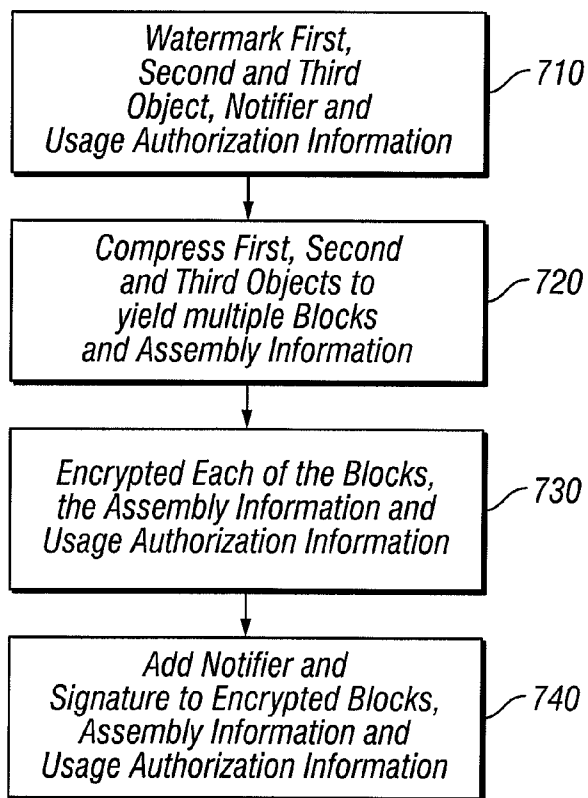 Watermark First,
Second and Third
Object, Notifier and
Usage Authorization Information
710
Compress First, Second
and Third Objects to
yield multiple Blocks
and Assembly Information
720
Encrypted Each of the Blocks,
the Assembly Information and
Usage Authorization Information
730
Add Notifier and
Signature to Encrypted Blocks,
Assembly Information and
Usage Authorization Information
740